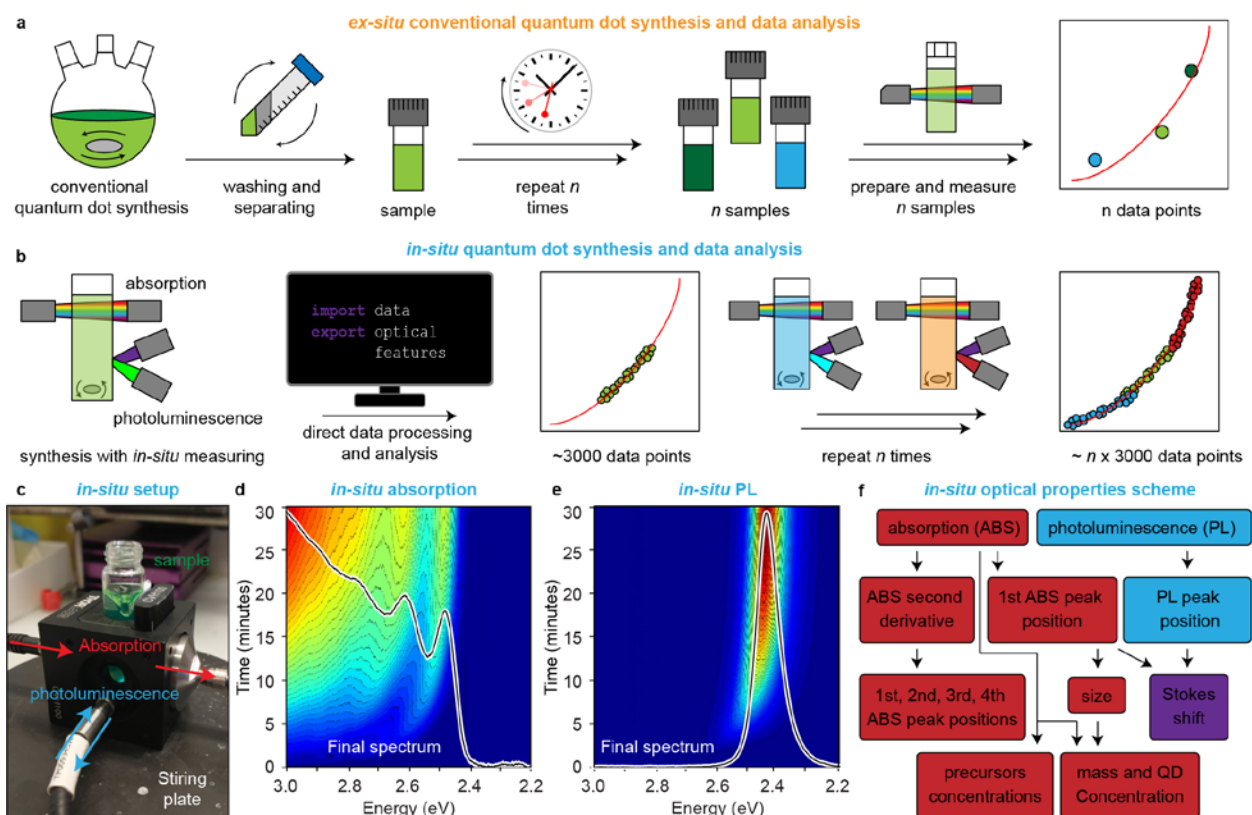 a
ex-situ conventional quantum dot synthesis and data analysis
conventional
quantum dot synthesis
washing and
separating
sample
repeat n
times
n samples
prepare and measure
n samples
n data points
b
in-situ quantum dot synthesis and data analysis
absorption
photoluminescence
synthesis with in-situ measuring
import data
export optical
features
direct data processing
and analysis
~3000 data points
repeat n times
~ n x 3000 data points
c
in-situ setup
sample
Absorption
photoluminescence
Stiring
plate
d
in-situ absorption
Time (minutes)
30
25
20
15
10
5
0
Final spectrum
3.0
2.8
2.6
2.4
2.2
Energy (eV)
e
in-situ PL
Time (minutes)
30
25
20
15
10
5
0
Final spectrum
3.0
2.8
2.6
2.4
2.2
Energy (eV)
f
in-situ optical properties scheme
absorption (ABS)
photoluminescence (PL)
ABS second
derivative
1st ABS peak
position
PL peak
position
1st, 2nd, 3rd, 4th
ABS peak positions
size
Stokes
shift
precursors
concentrations
mass and QD
Concentration